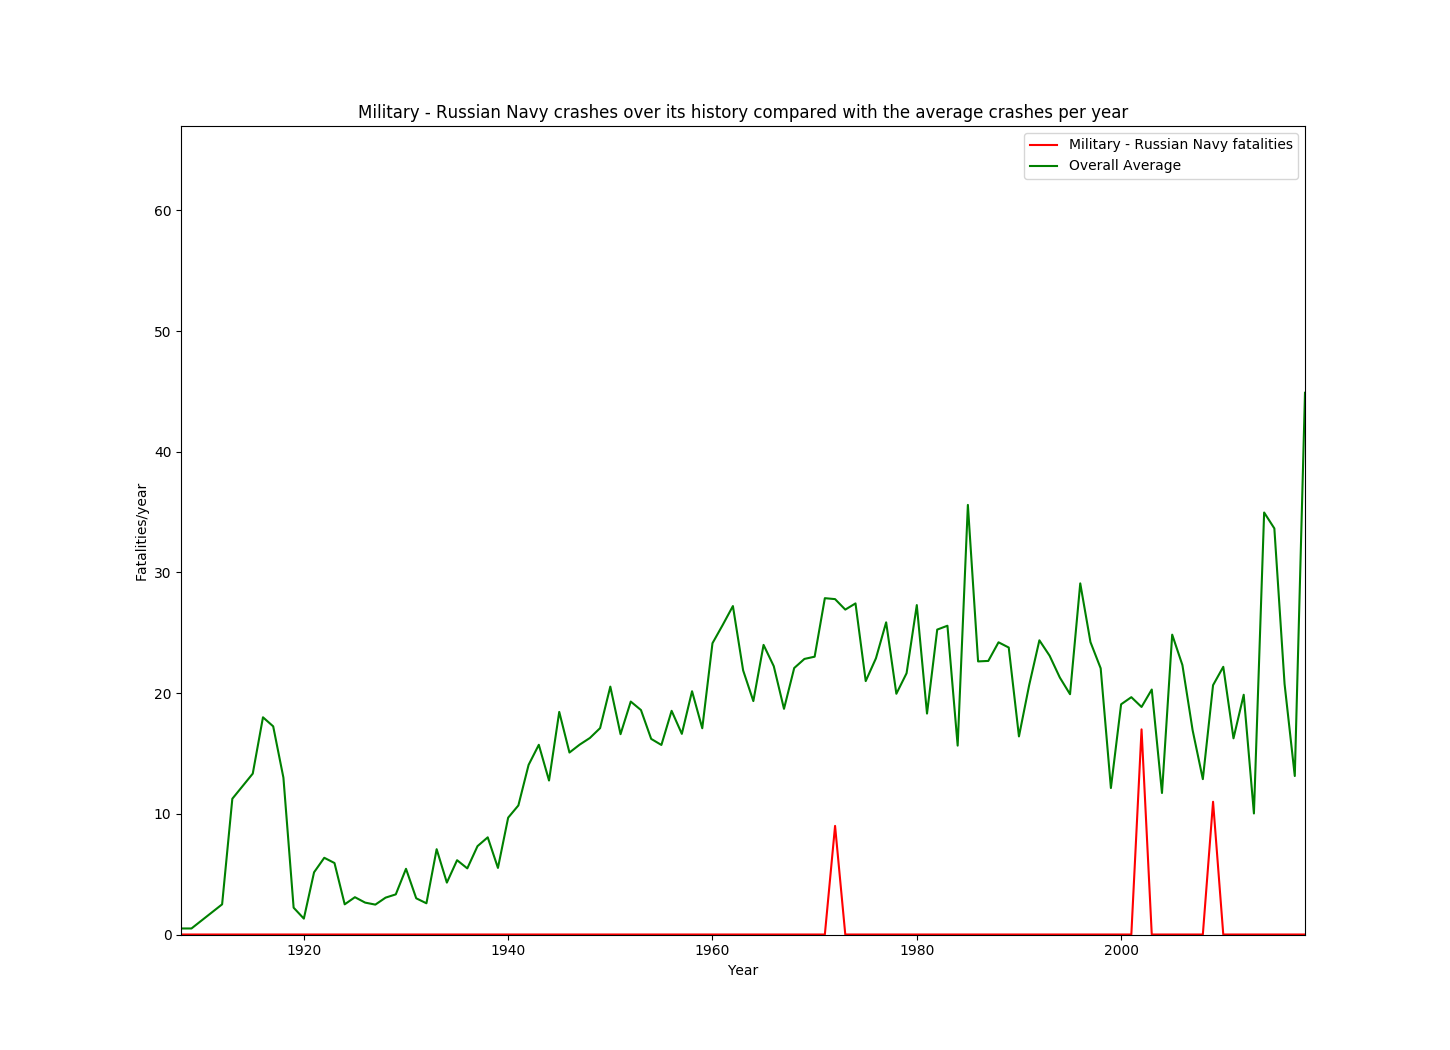 Military - Russian Navy crashes over its history compared with the average crashes per year
Military - Russian Navy fatalities
Overall Average
60
50
40
30
20
10
0
Fatalities/year
1920 1940 1960 1980 2000
Year